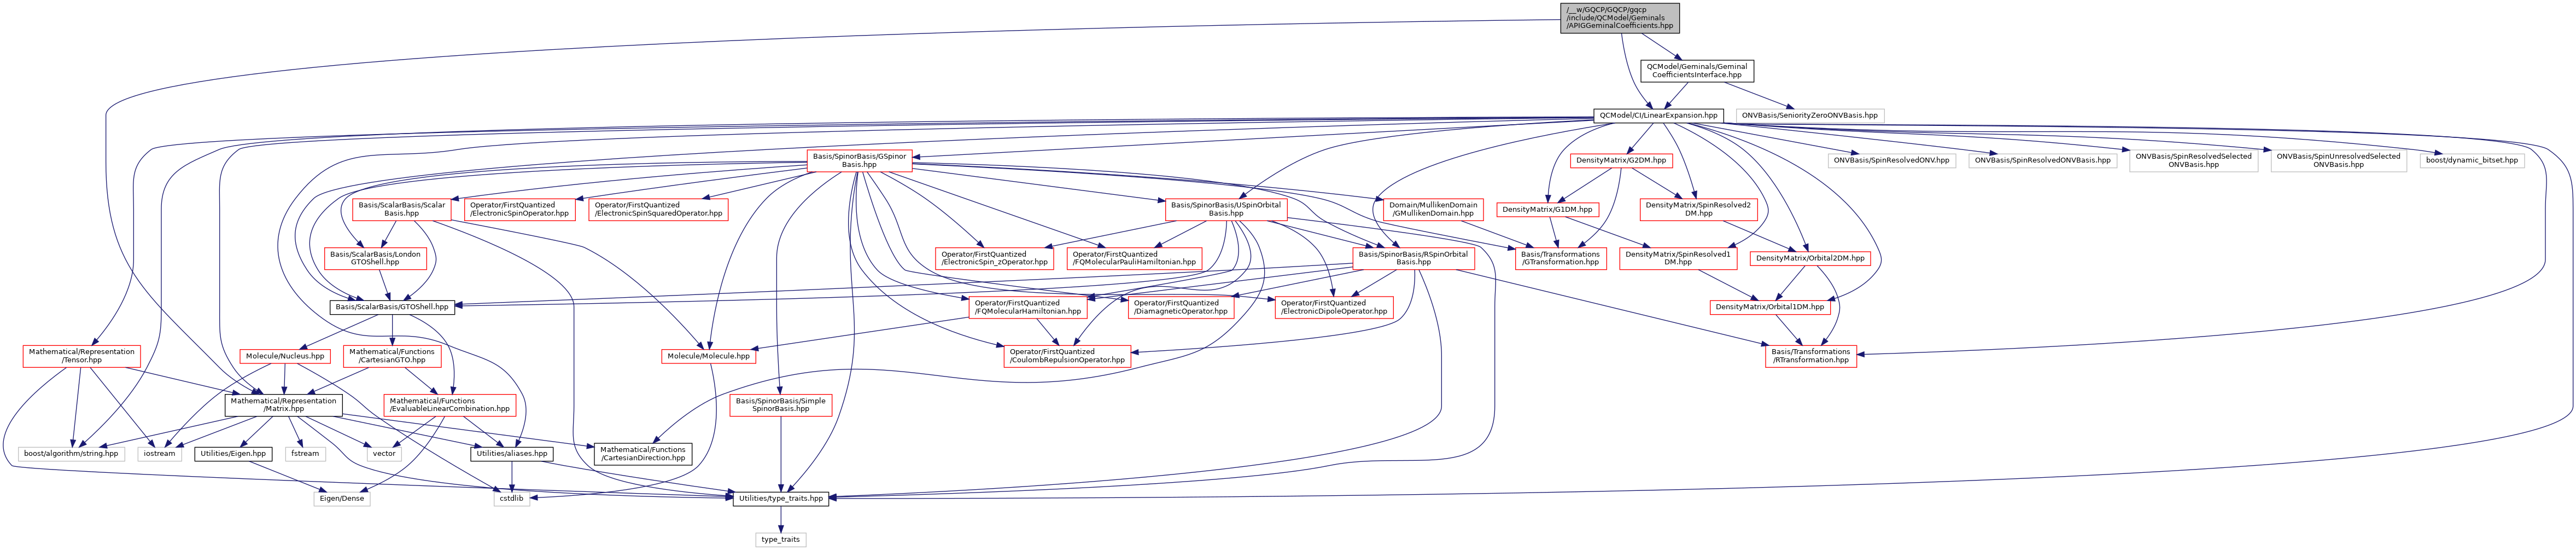 /__w/GQCP/GQCP/gqcp
/include/QCModel/Geminals
/APIGGeminalCoefficients.hpp
QCModel/Geminals/Geminal
CoefficientsInterface.hpp
QCModel/CI/LinearExpansion.hpp
ONVBasis/SeniorityZeroONVBasis.hpp
Basis/SpinorBasis/GSpinor
Basis.hpp
DensityMatrix/G2DM.hpp
ONVBasis/SpinResolvedONV.hpp
ONVBasis/SpinResolvedONVBasis.hpp
ONVBasis/SpinResolvedSelected
ONVBasis.hpp
ONVBasis/SpinUnresolvedSelected
ONVBasis.hpp
boost/dynamic_bitset.hpp
Basis/ScalarBasis/Scalar
Basis.hpp
Operator/FirstQuantized
/ElectronicSpinOperator.hpp
Operator/FirstQuantized
/ElectronicSpinSquaredOperator.hpp
Basis/SpinorBasis/USpinOrbital
Basis.hpp
Domain/MullikenDomain
/GMullikenDomain.hpp
DensityMatrix/G1DM.hpp
DensityMatrix/SpinResolved2
DM.hpp
Basis/ScalarBasis/London
GTOShell.hpp
Operator/FirstQuantized
/ElectronicSpin_zOperator.hpp
Operator/FirstQuantized
/FQMolecularPauliHamiltonian.hpp
Basis/SpinorBasis/RSpinOrbital
Basis.hpp
Basis/Transformations
/GTransformation.hpp
DensityMatrix/SpinResolved1
DM.hpp
DensityMatrix/Orbital2DM.hpp
Basis/ScalarBasis/GTOShell.hpp
Operator/FirstQuantized
/FQMolecularHamiltonian.hpp
Operator/FirstQuantized
/DiamagneticOperator.hpp
Operator/FirstQuantized
/ElectronicDipoleOperator.hpp
DensityMatrix/Orbital1DM.hpp
Mathematical/Representation
/Tensor.hpp
Molecule/Nucleus.hpp
Mathematical/Functions
/CartesianGTO.hpp
Molecule/Molecule.hpp
Operator/FirstQuantized
/CoulombRepulsionOperator.hpp
Basis/Transformations
/RTransformation.hpp
Mathematical/Representation
/Matrix.hpp
Mathematical/Functions
/EvaluableLinearCombination.hpp
Basis/SpinorBasis/Simple
SpinorBasis.hpp
boost/algorithm/string.hpp
iostream
Utilities/Eigen.hpp
fstream
vector
Utilities/aliases.hpp
Mathematical/Functions
/CartesianDirection.hpp
Eigen/Dense
cstdlib
Utilities/type_traits.hpp
type_traits